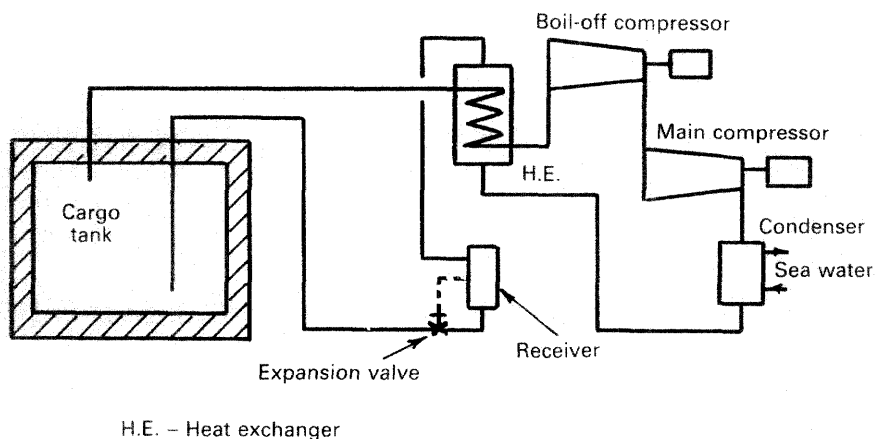 Boil-off compressor
Main compressor
H.E.
Cargo
tank
Condenser
Sea water
Receiver
Expansion valve
H.E. – Heat exchanger